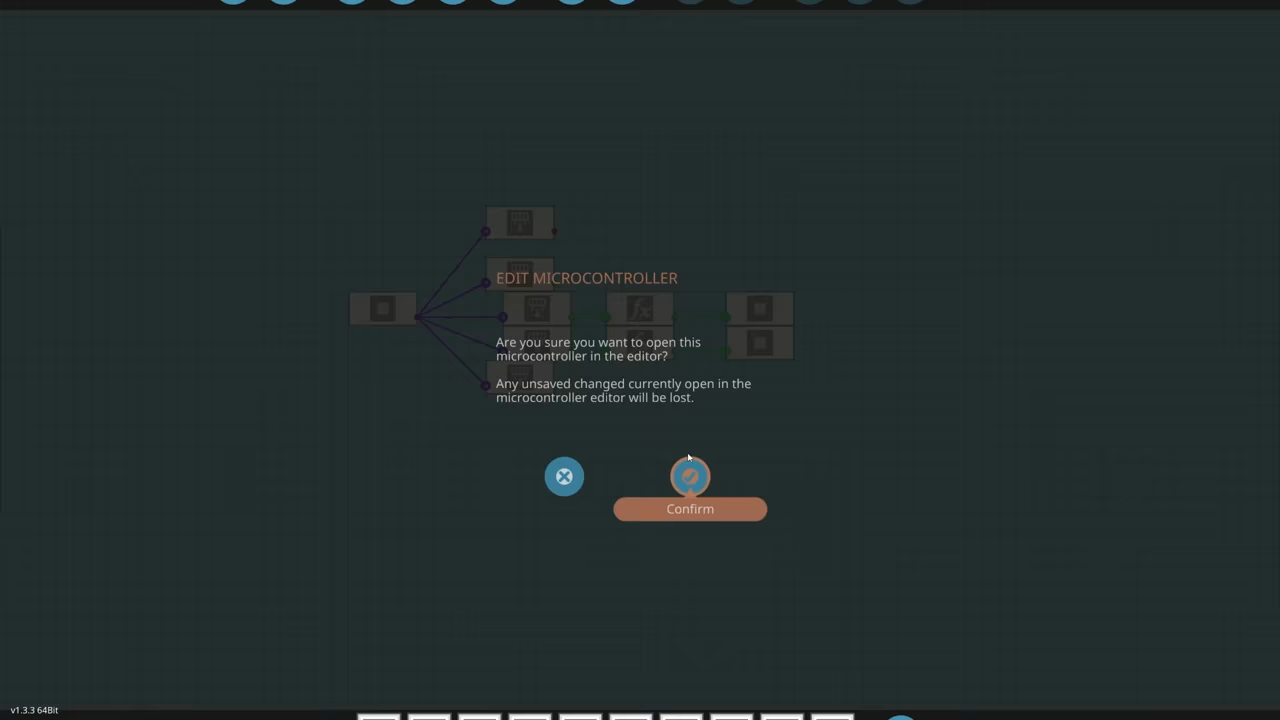 EDIT MICROCONTROLLER
Are you sure you want to open this
microcontroller in the editor?
Any unsaved changed currently open in the
microcontroller editor will be lost.
Confirm
v1.3.3 64Bit